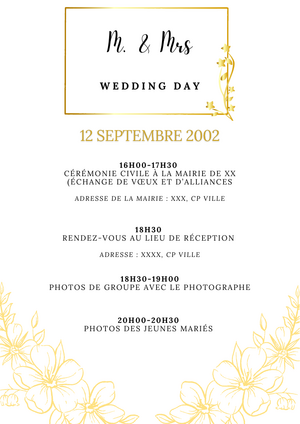 M. & Mrs
WEDDING DAY
12 SEPTEMBRE 2002
16H00-17H30
CÉRÉMONIE CIVILE À LA MAIRIE DE XX
(ÉCHANGE DE VŒUX ET D'ALLIANCES
ADRESSE DE LA MAIRIE : XXX, CP VILLE
18H30
RENDEZ-VOUS AU LIEU DE RÉCEPTION
ADRESSE : XXXX, CP VILLE
18H30-19H00
PHOTOS DE GROUPE AVEC LE PHOTOGRAPHE
20H00-20H30
PHOTOS DES JEUNES MARIÉS